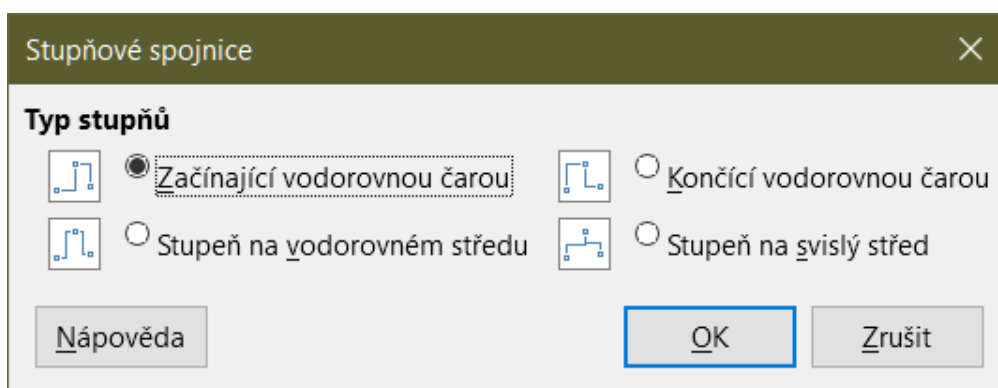 Stupňové spojnice
Typ stupňů
Začínající vodorovnou čarou
Končící vodorovnou čarou
Stupeň na vodorovném středu
Stupeň na svislý střed
Nápověda
OK
Zrušit